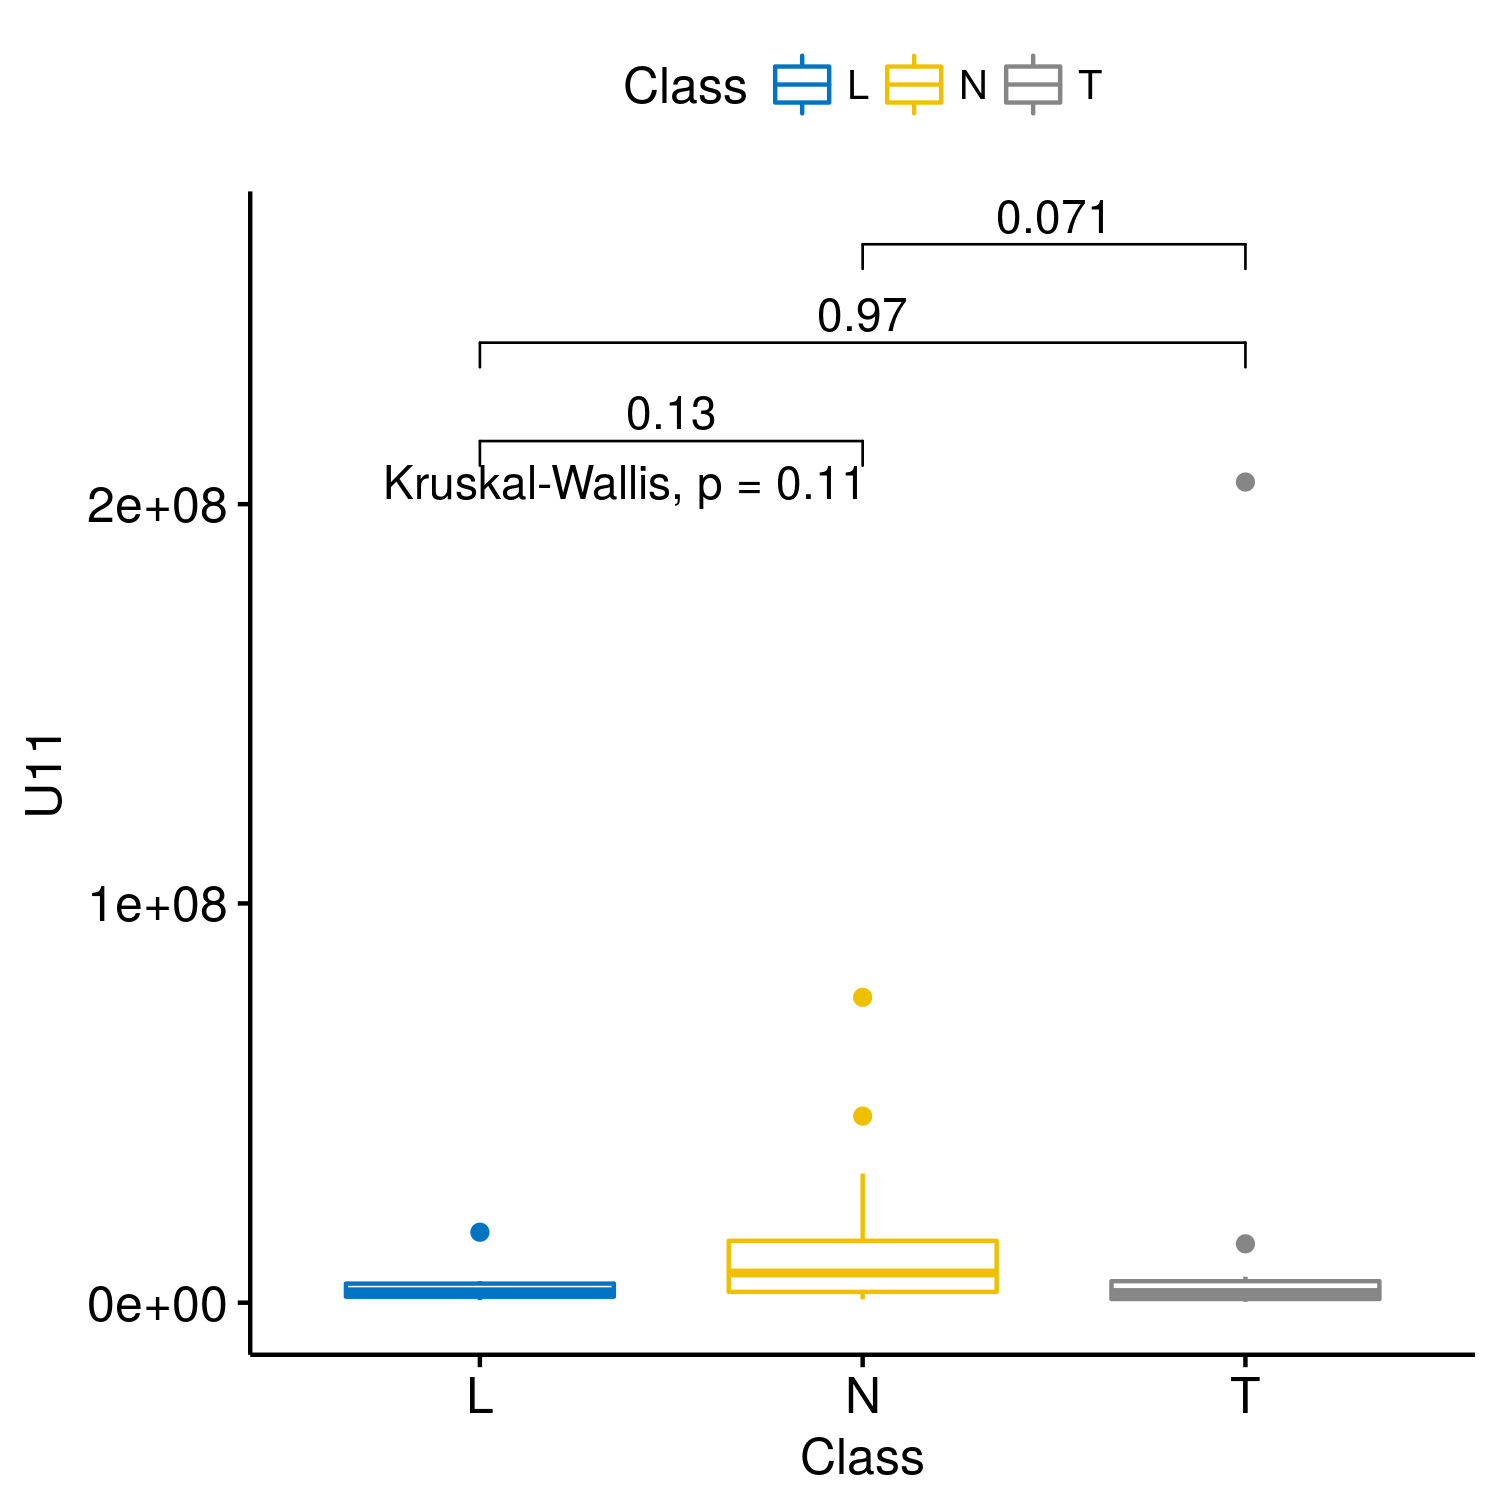 Class L N T
0.071
0.97
0.13
Kruskal-Wallis, p = 0.11
2e+08
1e+08
0e+00
U11
L N T
Class